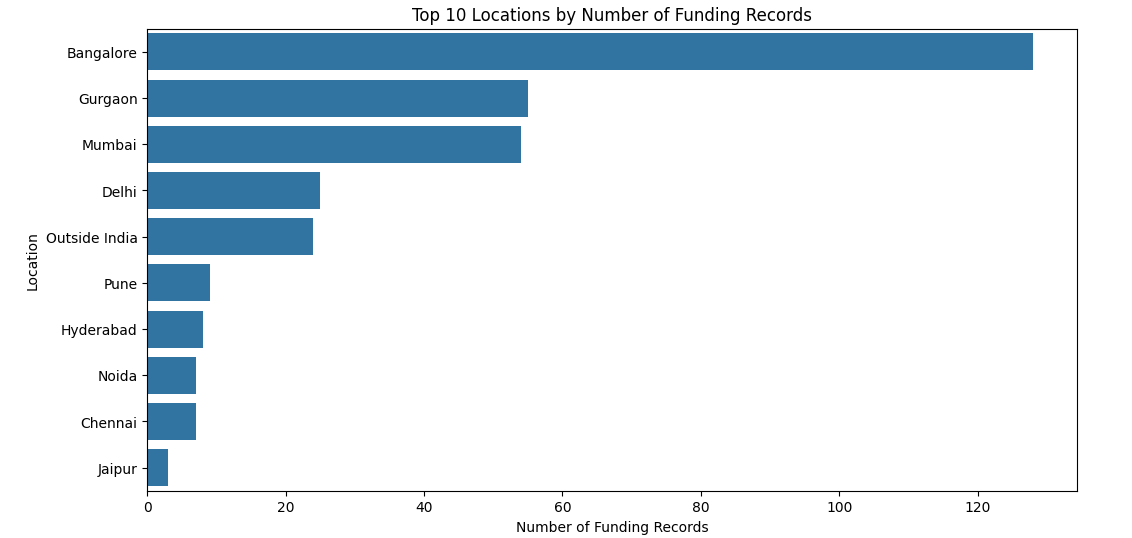 Top 10 Locations by Number of Funding Records
Location
Bangalore
Gurgaon
Mumbai
Delhi
Outside India
Pune
Hyderabad
Noida
Chennai
Jaipur
0 20 40 60 80 100 120
Number of Funding Records